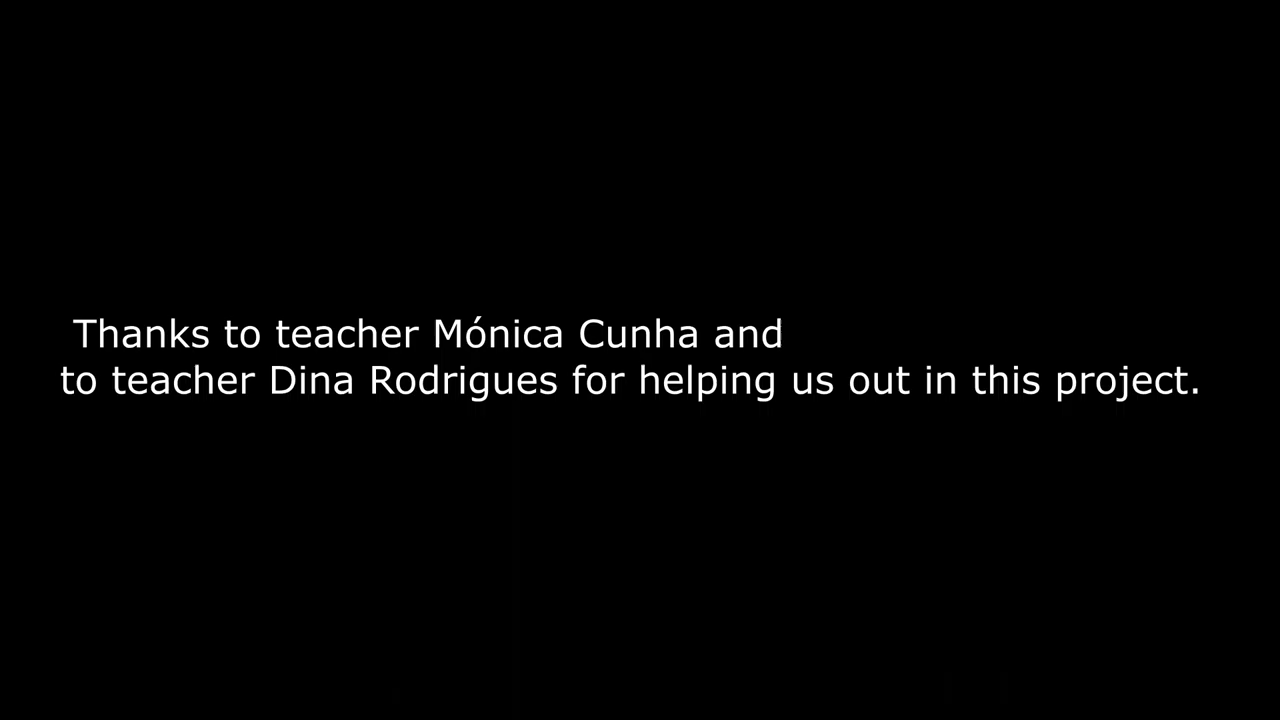 Thanks to teacher Mónica Cunha and
to teacher Dina Rodrigues for helping us out in this project.